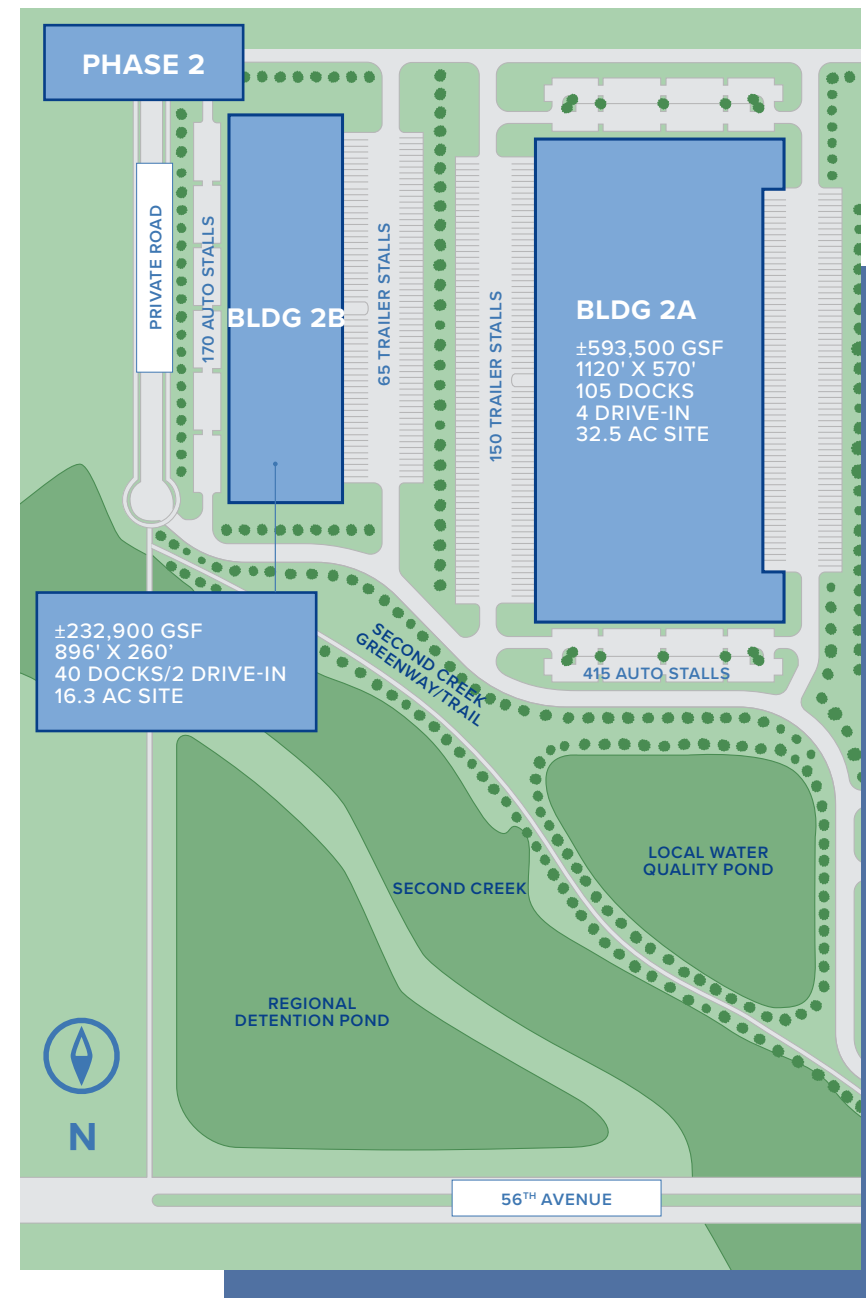 PHASE 2
PRIVATE ROAD
170 AUTO STALLS
BLDG 2B
65 TRAILER STALLS
150 TRAILER STALLS
BLDG 2A
±593,500 GSF
1120' X 570'
105 DOCKS
4 DRIVE-IN
32.5 AC SITE
±232,900 GSF
896' X 260’
40 DOCKS/2 DRIVE-IN
16.3 AC SITE
SECOND CREEK
GREENWAY/TRAIL
415 AUTO STALLS
LOCAL WATER
QUALITY POND
SECOND CREEK
REGIONAL
DETENTION POND
N
56TH AVENUE